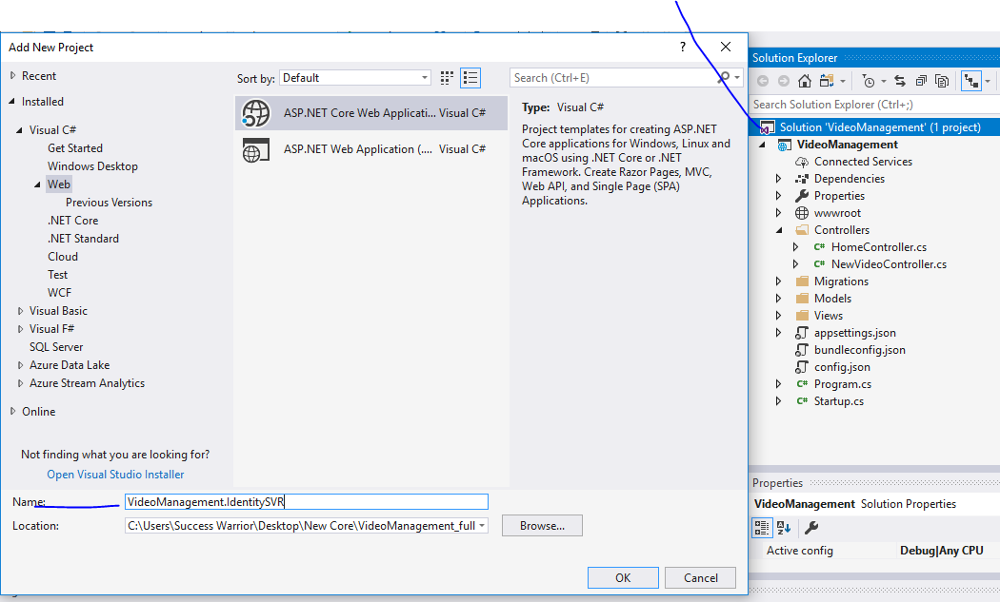 Add New Project
?
Recent
Installed
Visual C#
Get Started
Windows Desktop
Web
Previous Versions
.NET Core
.NET Standard
Cloud
Test
WCF
Visual Basic
Visual F#
SQL Server
Azure Data Lake
Azure Stream Analytics
Online
Not finding what you are looking for?
Open Visual Studio Installer
Sort by: Default
ASP.NET Core Web Applicati... Visual C#
ASP.NET Web Application (.... Visual C#
Search (Ctrl+E)
Type: Visual C#
Project templates for creating ASP.NET
Core applications for Windows, Linux and
macOS using .NET Core or .NET
Framework. Create Razor Pages, MVC,
Web API, and Single Page (SPA)
Applications.
Name: VideoManagement.IdentitySVR
Location: C:\Users\Success Warrior\Desktop\New Core\VideoManagement_full
Browse...
OK
Cancel
Solution Explorer
Search Solution Explorer (Ctrl+;)
Solution 'VideoManagement' (1 project)
VideoManagement
Connected Services
Dependencies
Properties
wwwroot
Controllers
C# HomeController.cs
C# NewVideoController.cs
Migrations
Models
Views
appsettings.json
bundleconfig.json
config.json
C# Program.cs
C# Startup.cs
Properties
VideoManagement Solution Properties
Active config Debug|Any CPU